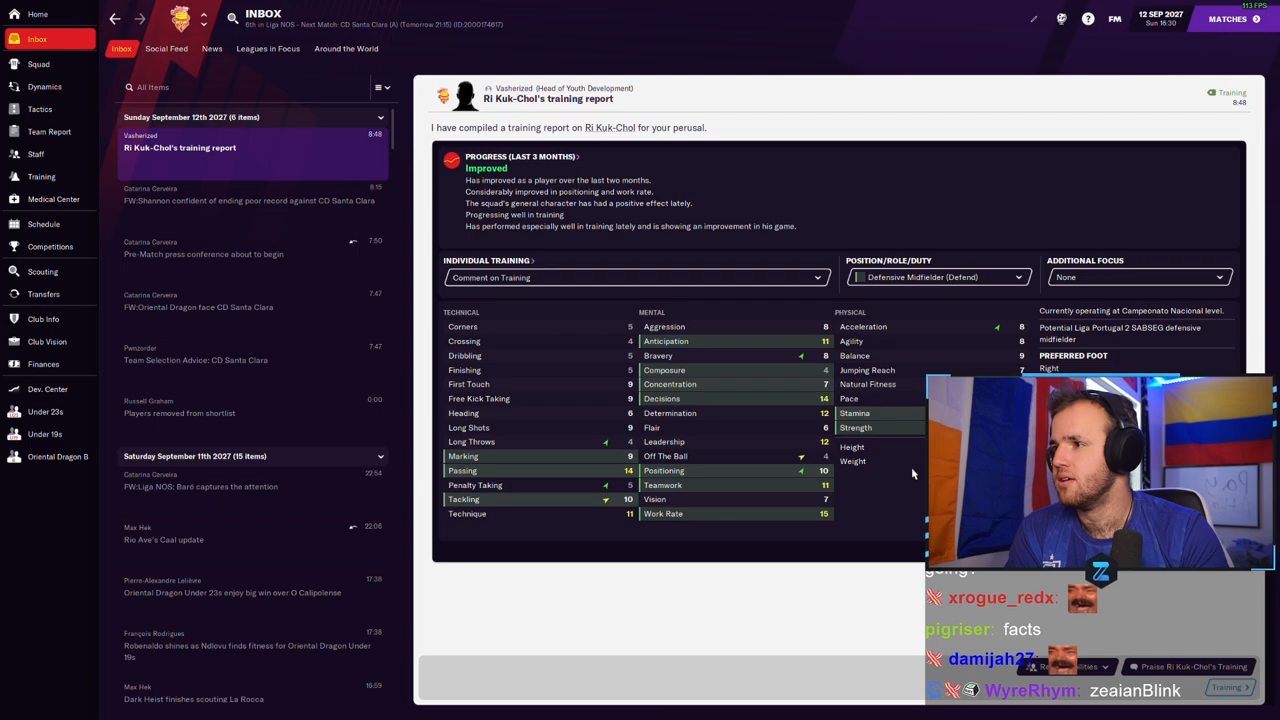 Home
Inbox
Squad
Dynamics
Tactics
Team Report
Staff
Training
Medical Center
Schedule
Competitions
Scouting
Transfers
Club Info
Club Vision
Finances
Dev. Center
Under 23s
Under 19s
Oriental Dragon B
INBOX
6th in Liga NOS - Next Match: CD Santa Clara (A) (Tomorrow 21:15) (ID:2000174617)
113 FPS
FM
12 SEP 2027
Sun 16:30
MATCHES
Inbox
Social Feed
News
Leagues in Focus
Around the World
All Items
Sunday September 12th 2027 (6 items)
Vasherized 8:48
Ri Kuk-Chol's training report
Catarina Cerveira 8:15
FW:Shannon confident of ending poor record against CD Santa Clara
Catarina Cerveira 7:50
Pre-Match press conference about to begin
Catarina Cerveira 7:47
FW:Oriental Dragon face CD Santa Clara
Pwnzorder 7:47
Team Selection Advice: CD Santa Clara
Russell Graham 0:00
Players removed from shortlist
Saturday September 11th 2027 (15 items)
Catarina Cerveira 22:54
FW:Liga NOS: Baró captures the attention
Max Hek 22:06
Rio Ave's Caal update
Pierre-Alexandre Lelièvre 17:38
Oriental Dragon Under 23s enjoy big win over O Calipolense
François Rodrigues 17:38
Robenaldo shines as Ndlovu finds fitness for Oriental Dragon Under
19s
Max Hek 16:59
Dark Heist finishes scouting La Rocca
Vasherized (Head of Youth Development)
Ri Kuk-Chol's training report
Training
8:48
I have compiled a training report on Ri Kuk-Chol for your perusal.
PROGRESS (LAST 3 MONTHS)
Improved
Has improved as a player over the last two months.
Considerably improved in positioning and work rate.
The squad's general character has had a positive effect lately.
Progressing well in training
Has performed especially well in training lately and is showing an improvement in his game.
INDIVIDUAL TRAINING
Comment on Training
POSITION/ROLE/DUTY
Defensive Midfielder (Defend)
ADDITIONAL FOCUS
None
TECHNICAL
Corners 5
Crossing 4
Dribbling 5
Finishing 5
First Touch 9
Free Kick Taking 9
Heading 6
Long Shots 9
Long Throws 4
Marking 9
Passing 14
Penalty Taking 5
Tackling 10
Technique 11
MENTAL
Aggression 8
Anticipation 11
Bravery 8
Composure 4
Concentration 7
Decisions 14
Determination 12
Flair 6
Leadership 12
Off The Ball 4
Positioning 10
Teamwork 11
Vision 7
Work Rate 15
PHYSICAL
Acceleration 8
Agility 8
Balance 9
Jumping Reach 7
Natural Fitness
Pace
Stamina
Strength
Height
Weight
Currently operating at Campeonato Nacional level.
Potential Liga Portugal 2 SABSEG defensive
midfielder
PREFERRED FOOT
Right
going?
xrogue_redx:
pigriser: facts
damijah27:
WyreRhym: zeaianBlink
Praise Ri Kuk-Chol's Training
Training